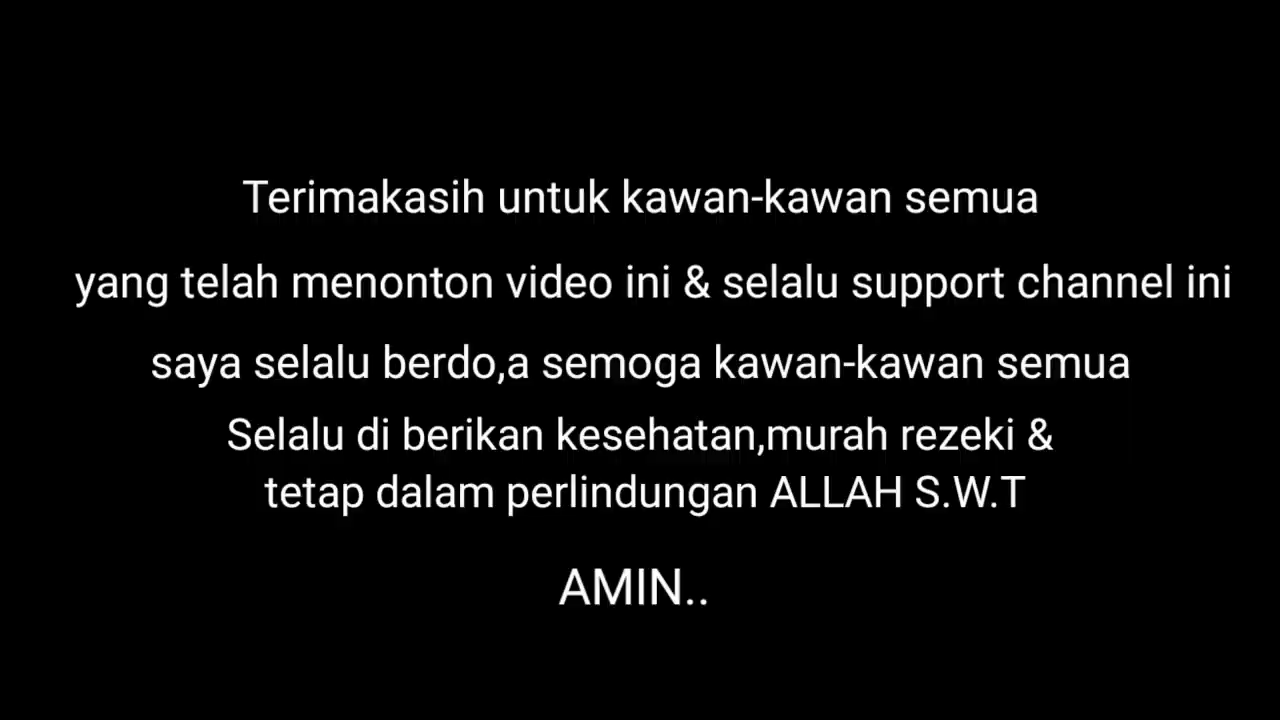 Terimakasih untuk kawan-kawan semua
yang telah menonton video ini & selalu support channel ini
saya selalu berdo,a semoga kawan-kawan semua
Selalu di berikan kesehatan,murah rezeki &
tetap dalam perlindungan ALLAH S.W.T
AMIN..